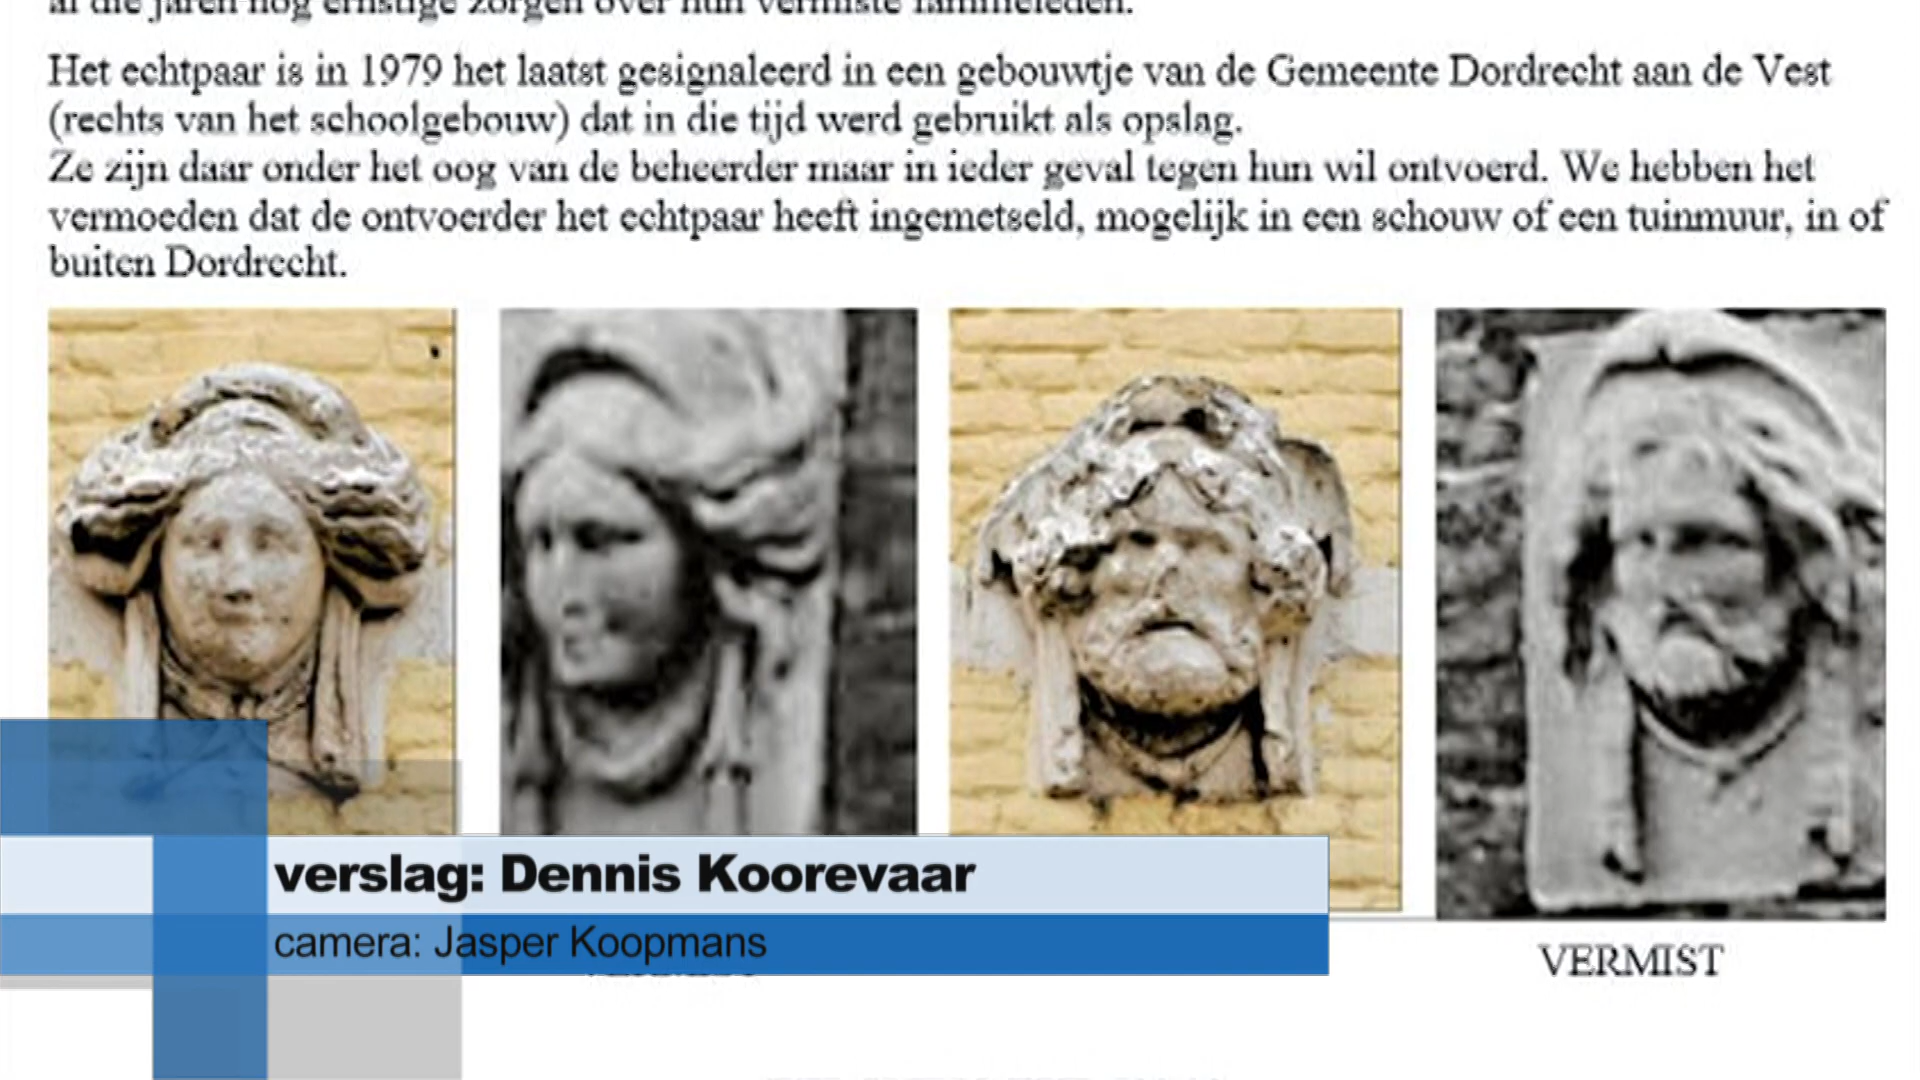 al die jaren nog ernstige zorgen over hun vermiste familieleden.
Het echtpaar is in 1979 het laatst gesignaleerd in een gebouwtje van de Gemeente Dordrecht aan de Vest
(rechts van het schoolgebouw) dat in die tijd werd gebruikt als opslag.
Ze zijn daar onder het oog van de beheerder maar in ieder geval tegen hun wil ontvoerd. We hebben het
vermoeden dat de ontvoerder het echtpaar heeft ingemetseld, mogelijk in een schouw of een tuinmuur, in of
buiten Dordrecht.
verslag: Dennis Koorevaar
camera: Jasper Koopmans
VERMIST